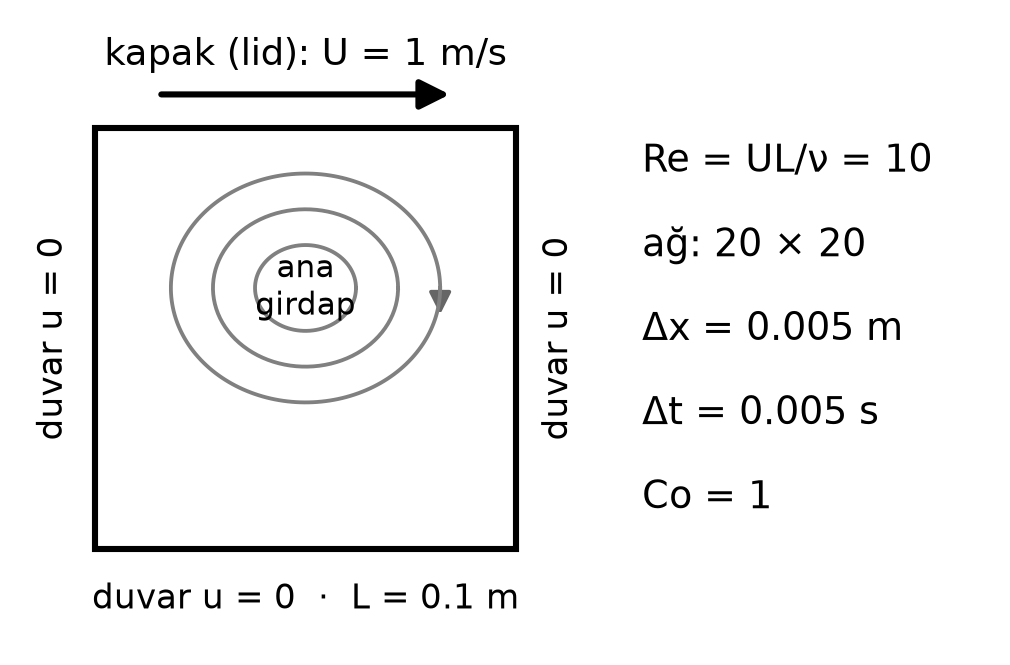 kapak (lid): U = 1 m/s
duvar u = 0
ana
girdap
duvar u = 0
duvar u = 0 · L = 0.1 m
Re = UL/ν = 10
ağ: 20 × 20
Δx = 0.005 m
Δt = 0.005 s
Co = 1